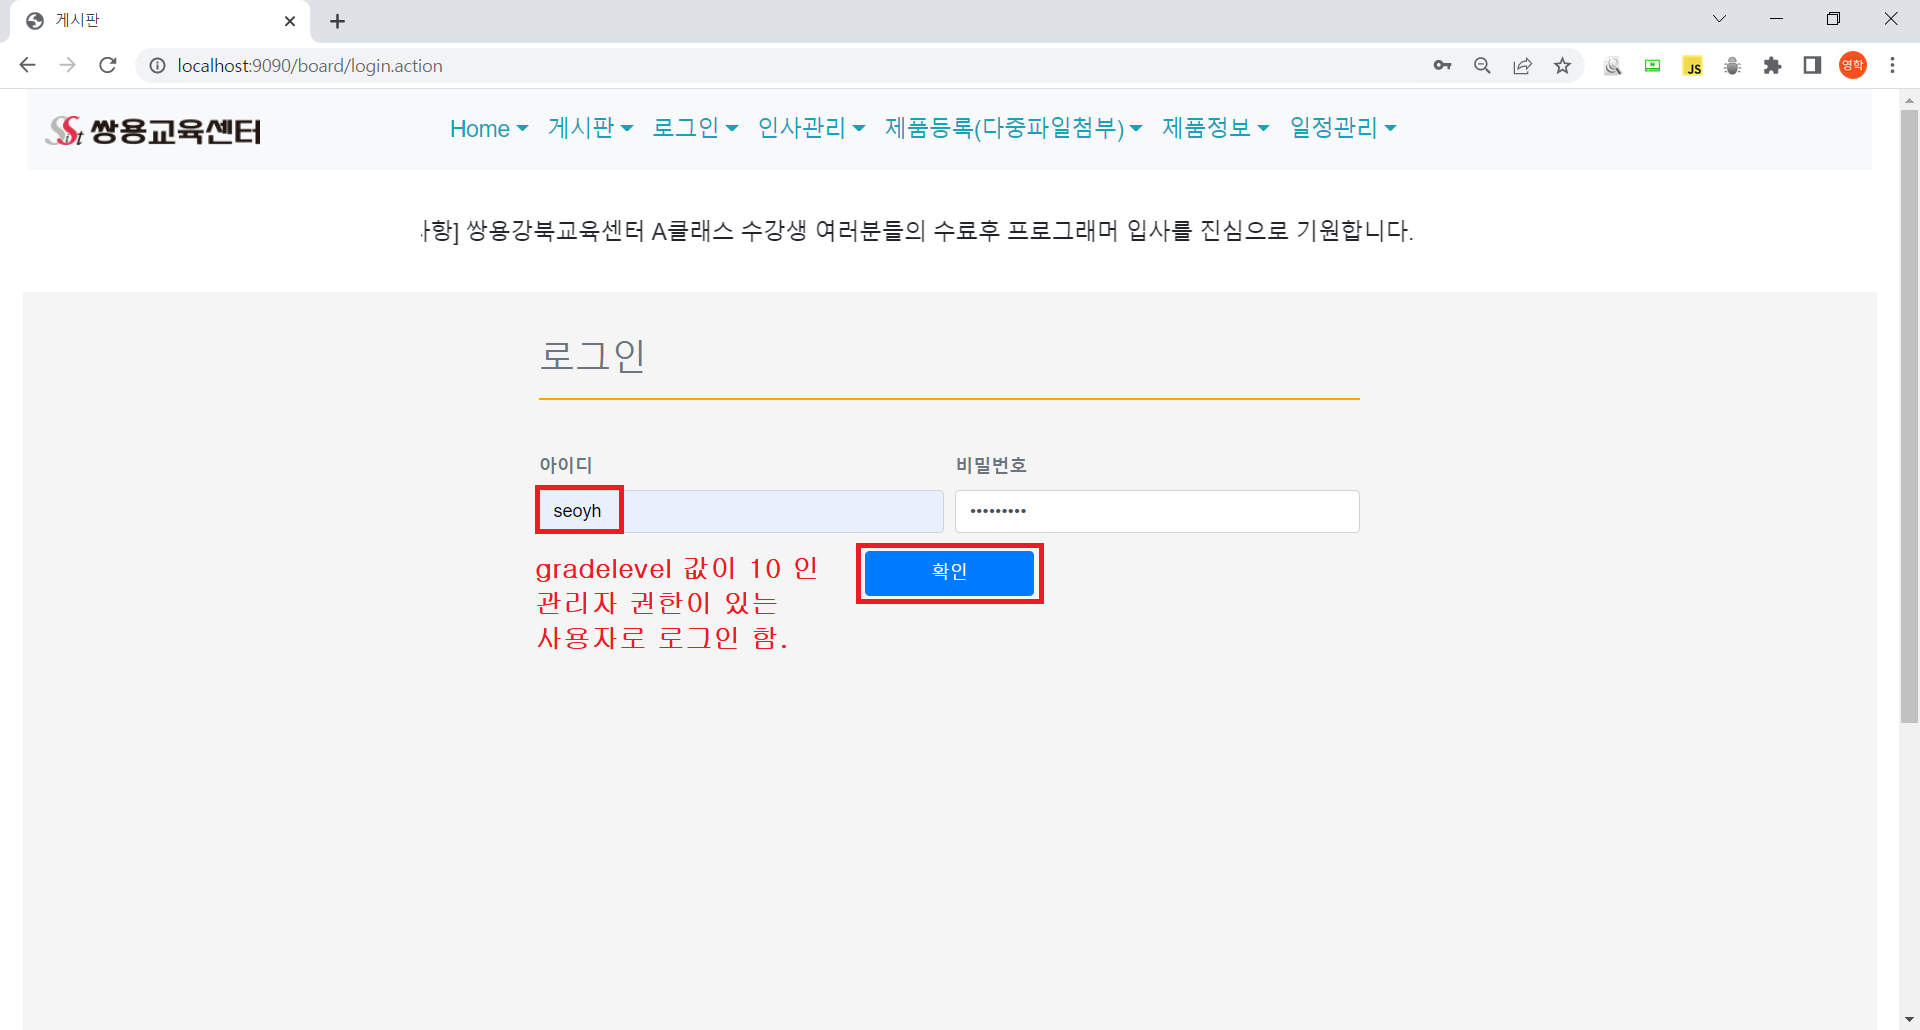 게시판
localhost:9090/board/login.action
JS
영학
Sist 쌍용교육센터
Home 게시판 로그인 인사관리 제품등록(다중파일첨부) 제품정보 일정관리
사항] 쌍용강북교육센터 A클래스 수강생 여러분들의 수료후 프로그래머 입사를 진심으로 기원합니다.
로그인
아이디 비밀번호
seoyh •••••••••
확인
gradelevel 값이 10 인
관리자 권한이 있는
사용자로 로그인 함.